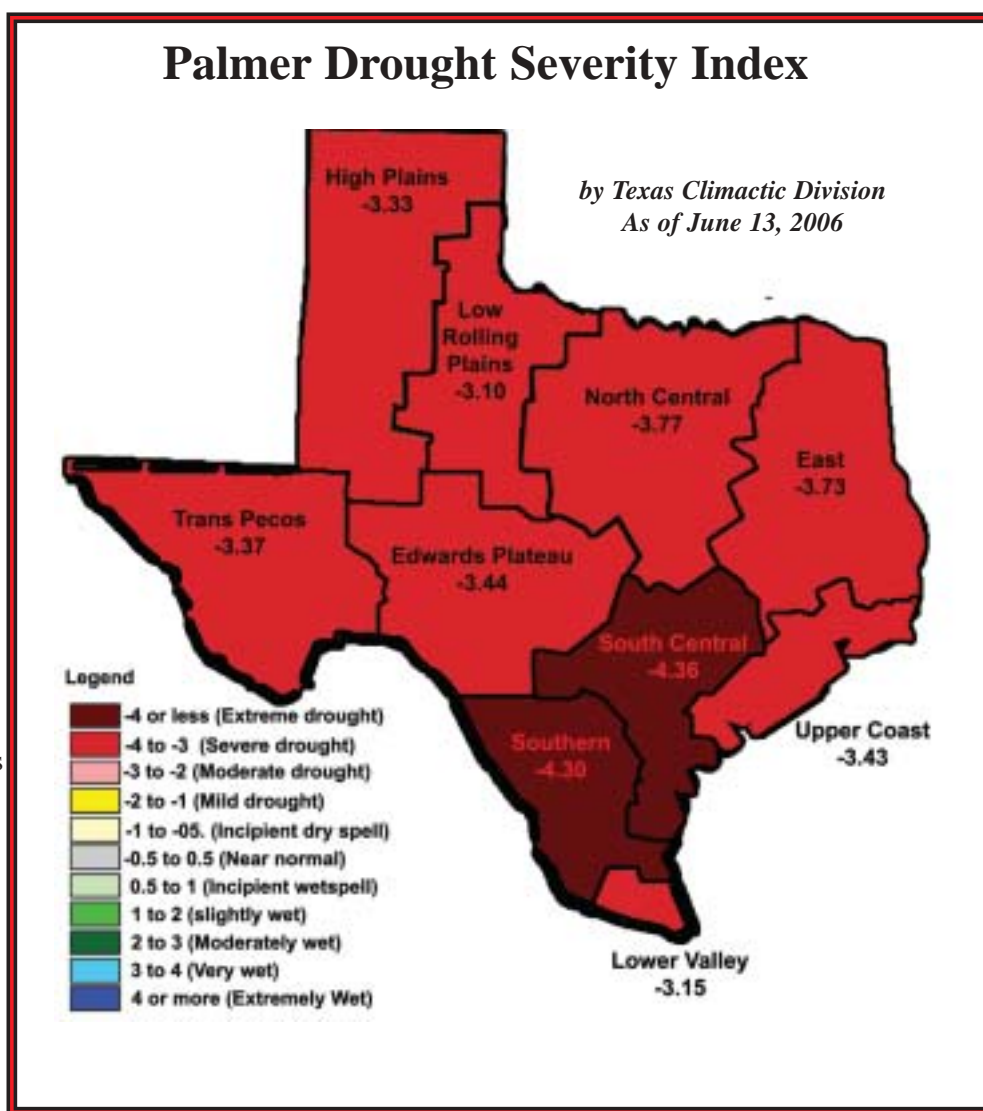 Palmer Drought Severity Index
by Texas Climactic Division
As of June 13, 2006
High Plains
-3.33
Low
Rolling
Plains
-3.10
North Central
-3.77
East
-3.73
Trans Pecos
-3.37
Edwards Plateau
-3.44
South Central
-4.36
Upper Coast
-3.43
Southern
-4.30
Lower Valley
-3.15
Legend
-4 or less (Extreme drought)
-4 to -3 (Severe drought)
-3 to -2 (Moderate drought)
-2 to -1 (Mild drought)
-1 to -05. (Incipient dry spell)
-0.5 to 0.5 (Near normal)
0.5 to 1 (Incipient wetspell)
1 to 2 (slightly wet)
2 to 3 (Moderately wet)
3 to 4 (Very wet)
4 or more (Extremely Wet)
s